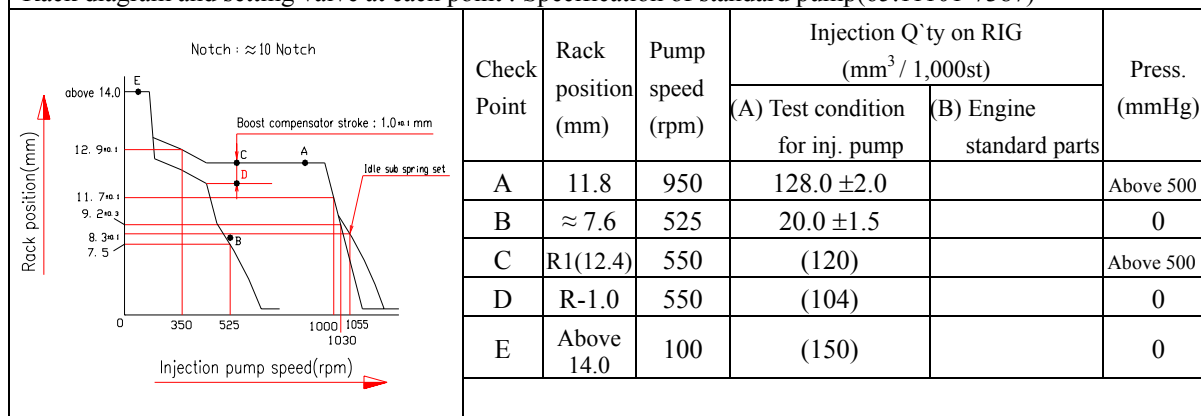 Rack diagram and setting valve at each point : Specification of standard pump(65.11101-7307)
Notch : ≈10 Notch
above 14.0
E
Boost compensator stroke : 1.0±0.1 mm
12. 9±0.1
C
A
D
Idle sub spring set
11. 7±0.1
9. 2±0.3
8. 3±0.1
7. 5
B
Rack position(mm)
0
350
525
1000
1055
1030
Injection pump speed(rpm)
Check Point
Rack position (mm)
Pump speed (rpm)
Injection Q`ty on RIG
(mm3 / 1,000st)
Press. (mmHg)
(A) Test condition for inj. pump
(B) Engine standard parts
A 11.8 950 128.0 ±2.0 Above 500
B ≈ 7.6 525 20.0 ±1.5 0
C R1(12.4) 550 (120) Above 500
D R-1.0 550 (104) 0
E Above 14.0 100 (150) 0